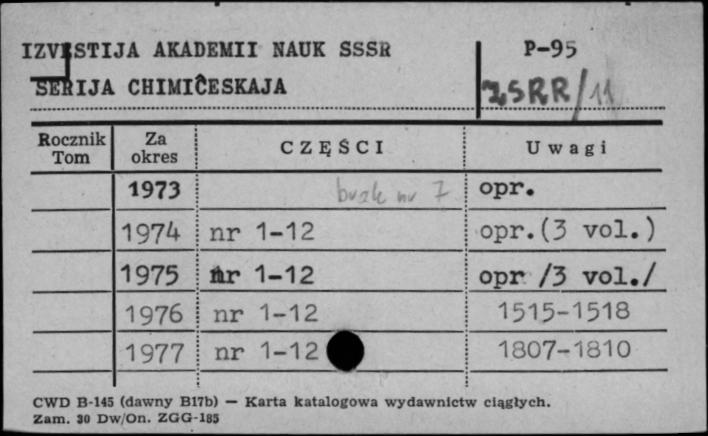 IZVESTIJA AKADEMII NAUK SSSR P-95
SERIJA CHIMIČESKAJA ZSRR/11
Rocznik Tom Za okres CZĘŚCI Uwagi
1973 brak nr 7 opr.
1974 nr 1-12 opr.(3 vol.)
1975 nr 1-12 opr /3 vol./
1976 nr 1-12 1515-1518
1977 nr 1-12 1807-1810
CWD B-145 (dawny B17b) — Karta katalogowa wydawnictw ciągłych.
Zam. 30 Dw/On. ZGG-185